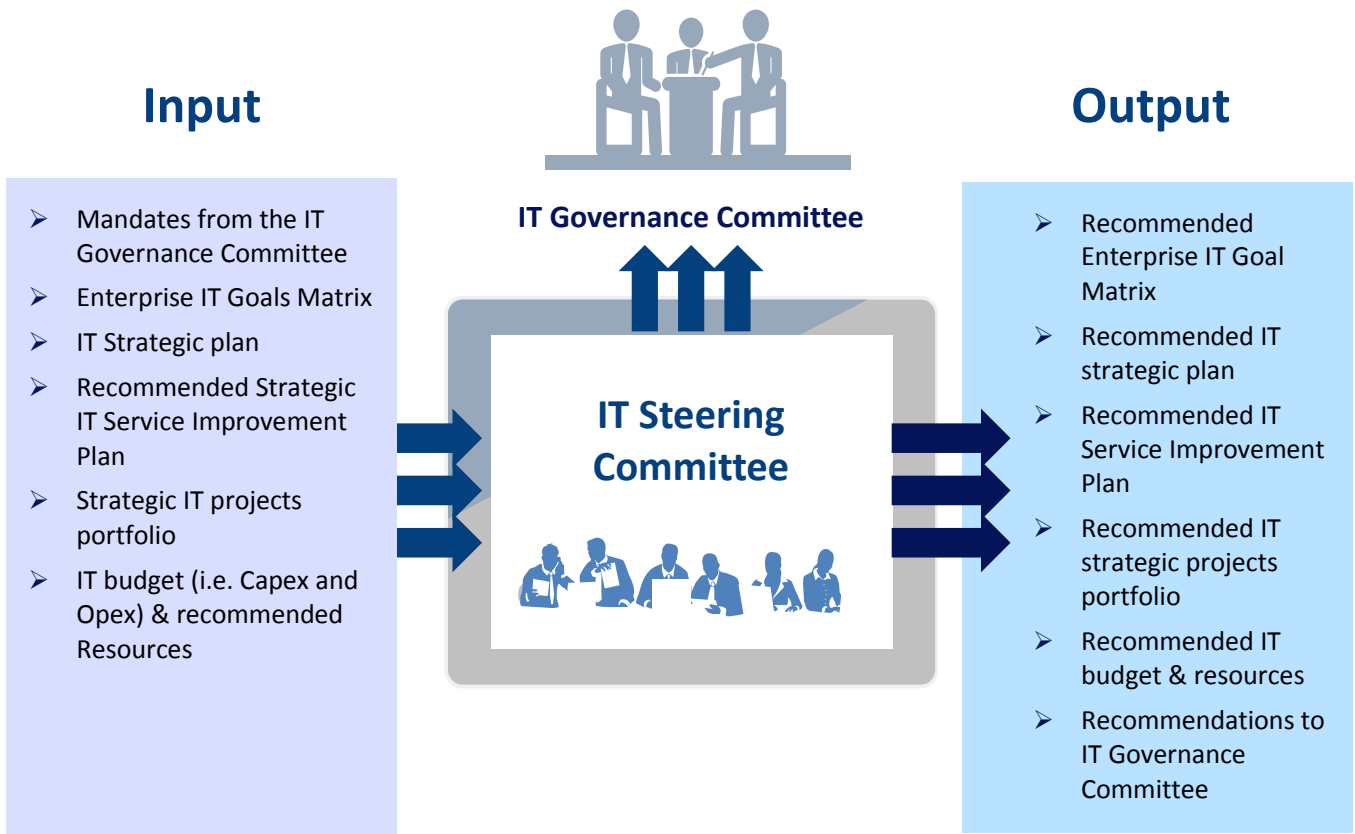 Input
➢ Mandates from the IT
Governance Committee
➢ Enterprise IT Goals Matrix
➢ IT Strategic plan
➢ Recommended Strategic
IT Service Improvement
Plan
➢ Strategic IT projects
portfolio
➢ IT budget (i.e. Capex and
Opex) & recommended
Resources
IT Governance Committee
IT Steering
Committee
Output
➢ Recommended
Enterprise IT Goal
Matrix
➢ Recommended IT
strategic plan
➢ Recommended IT
Service Improvement
Plan
➢ Recommended IT
strategic projects
portfolio
➢ Recommended IT
budget & resources
➢ Recommendations to
IT Governance
Committee